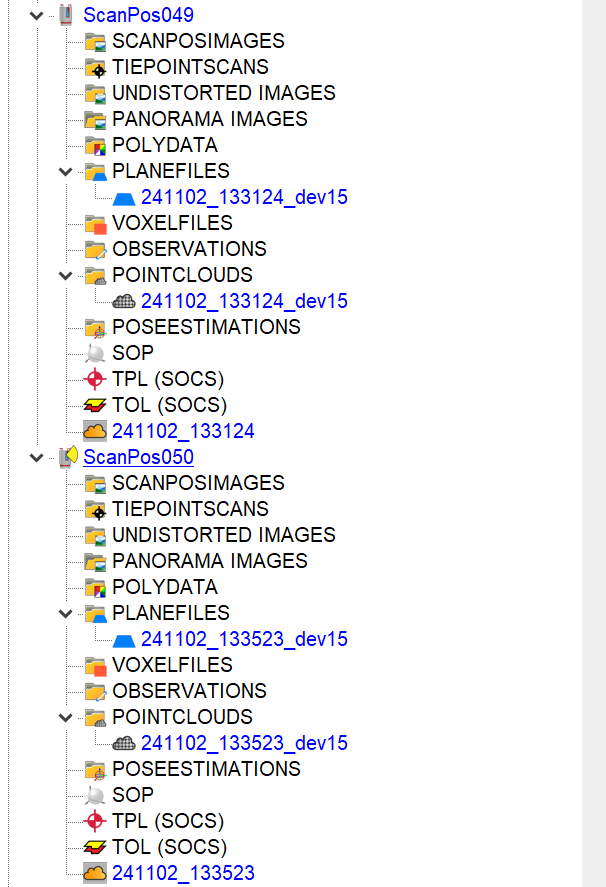 ScanPos049
SCANPOSIMAGES
TIEPOINTSCANS
UNDISTORTED IMAGES
PANORAMA IMAGES
POLYDATA
PLANEFILES
241102_133124_dev15
VOXELFILES
OBSERVATIONS
POINTCLOUDS
241102_133124_dev15
POSEESTIMATIONS
SOP
TPL (SOCS)
TOL (SOCS)
241102_133124
ScanPos050
SCANPOSIMAGES
TIEPOINTSCANS
UNDISTORTED IMAGES
PANORAMA IMAGES
POLYDATA
PLANEFILES
241102_133523_dev15
VOXELFILES
OBSERVATIONS
POINTCLOUDS
241102_133523_dev15
POSEESTIMATIONS
SOP
TPL (SOCS)
TOL (SOCS)
241102_133523